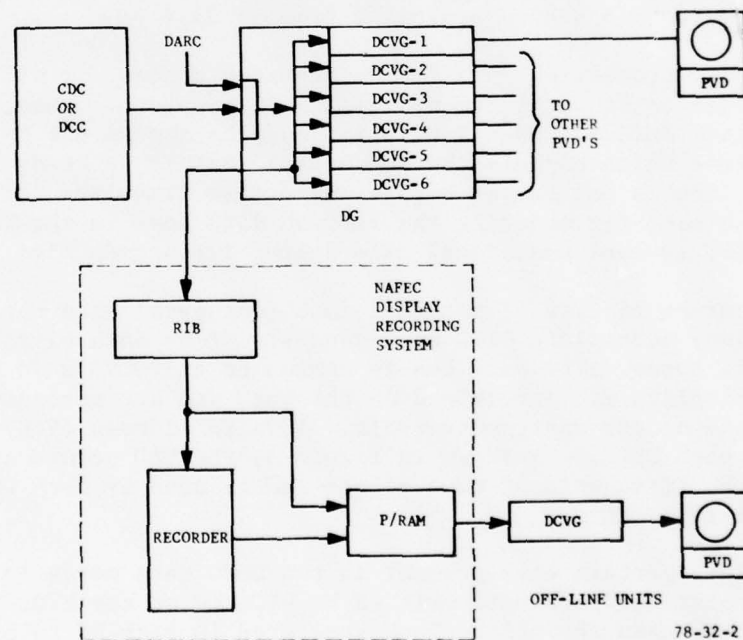 DARC
CDC
OR
DCC
DCVG-1
DCVG-2
DCVG-3
DCVG-4
DCVG-5
DCVG-6
DG
PVD
TO
OTHER
PVD'S
NAFEC
DISPLAY
RECORDING
SYSTEM
RIB
RECORDER
P/RAM
DCVG
PVD
OFF-LINE UNITS
78-32-2